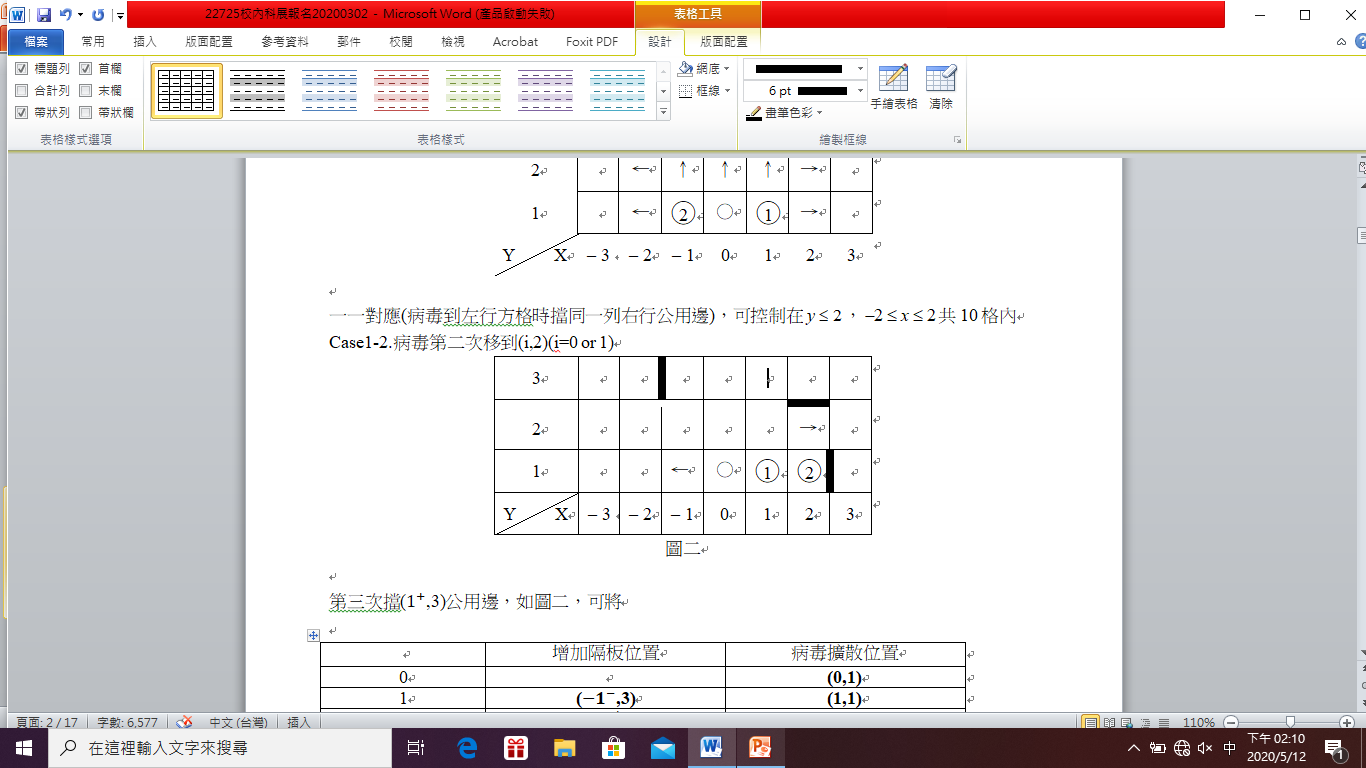 22725校內科展報名20200302 - Microsoft Word (產品啟動失敗)
表格工具
檔案 常用 插入 版面配置 參考資料 郵件 校閱 檢視 Acrobat Foxit PDF 設計 版面配置
標題列 首欄
合計列 末欄
帶狀列 帶狀欄
表格樣式選項
表格樣式
網底
框線
6 pt
畫筆色彩
手繪表格
清除
繪製框線
2 ← ↑ ↑ ↑ →
1 ← ② ○ ① →
Y X －3 －2 －1 0 1 2 3
一一對應(病毒到左行方格時擋同一列右行公用邊)，可控制在 y ≤ 2，−2 ≤ x ≤ 2 共 10 格內
Case1-2.病毒第二次移到(i,2)(i=0 or 1)
3
2 →
1 ← ○ ① ②
Y X －3 －2 －1 0 1 2 3
圖二
第三次擋(1⁺,3)公用邊，如圖二，可將
增加隔板位置 病毒擴散位置
0 (0,1)
1 (−1⁻,3) (1,1)
頁面: 2 / 17 字數: 6,577 中文 (台灣) 插入 110%
在這裡輸入文字來搜尋
中
下午 02:10
2020/5/12
1